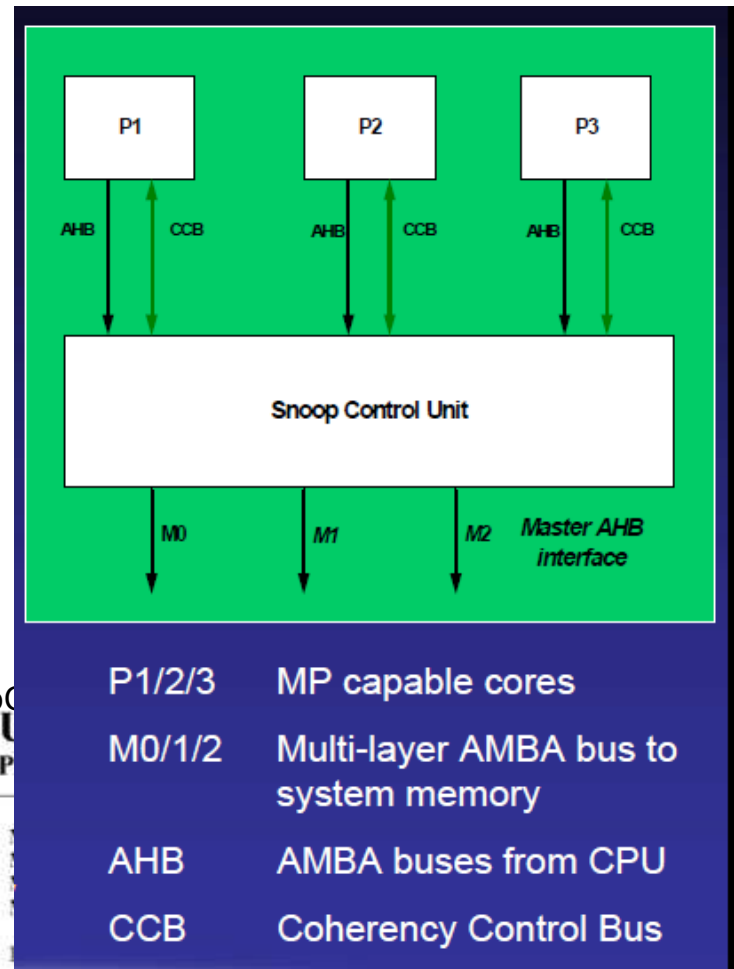 P1 P2 P3
AHB CCB AHB CCB AHB CCB
Snoop Control Unit
M0 M1 M2 Master AHB
interface
P1/2/3 MP capable cores
M0/1/2 Multi-layer AMBA bus to
system memory
AHB AMBA buses from CPU
CCB Coherency Control Bus